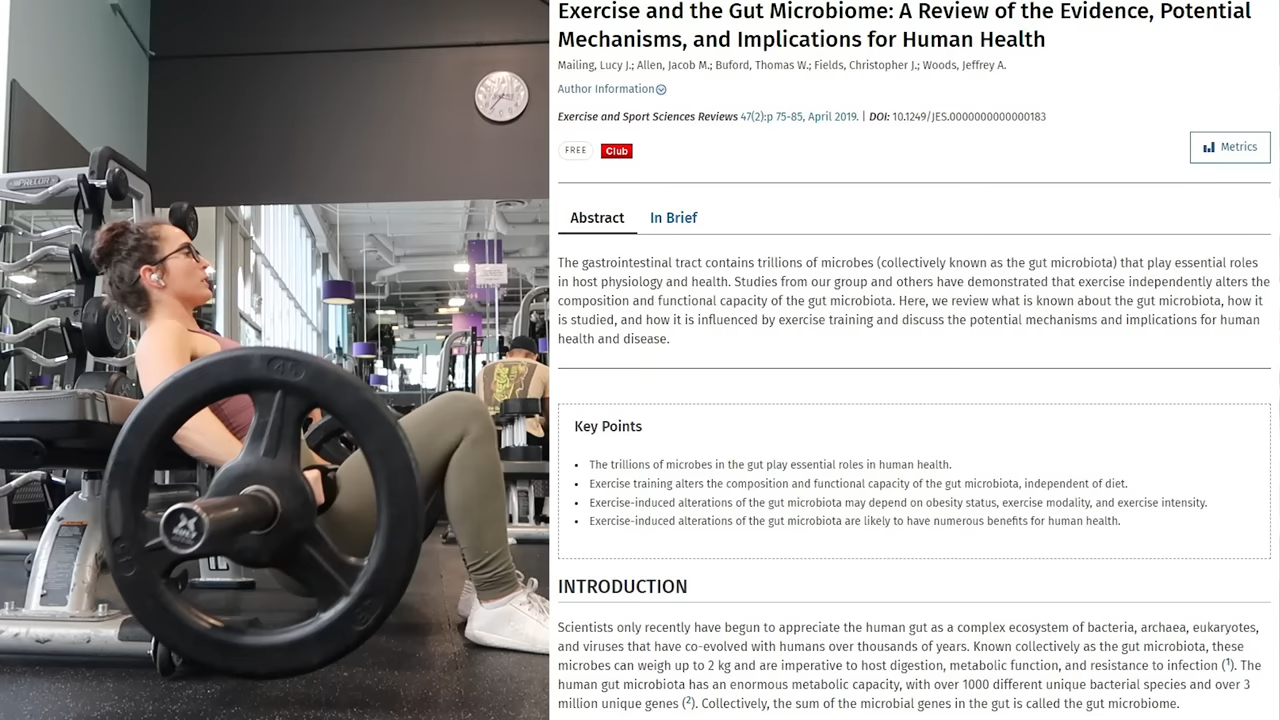 PRECOR
45
Exercise and the Gut Microbiome: A Review of the Evidence, Potential
Mechanisms, and Implications for Human Health
Mailing, Lucy J.; Allen, Jacob M.; Buford, Thomas W.; Fields, Christopher J.; Woods, Jeffrey A.
Author Information
Exercise and Sport Sciences Reviews 47(2):p 75-85, April 2019. | DOI: 10.1249/JES.0000000000000183
FREE Club
Metrics
Abstract In Brief
The gastrointestinal tract contains trillions of microbes (collectively known as the gut microbiota) that play essential roles
in host physiology and health. Studies from our group and others have demonstrated that exercise independently alters the
composition and functional capacity of the gut microbiota. Here, we review what is known about the gut microbiota, how it
is studied, and how it is influenced by exercise training and discuss the potential mechanisms and implications for human
health and disease.
Key Points
• The trillions of microbes in the gut play essential roles in human health.
• Exercise training alters the composition and functional capacity of the gut microbiota, independent of diet.
• Exercise-induced alterations of the gut microbiota may depend on obesity status, exercise modality, and exercise intensity.
• Exercise-induced alterations of the gut microbiota are likely to have numerous benefits for human health.
INTRODUCTION
Scientists only recently have begun to appreciate the human gut as a complex ecosystem of bacteria, archaea, eukaryotes,
and viruses that have co-evolved with humans over thousands of years. Known collectively as the gut microbiota, these
microbes can weigh up to 2 kg and are imperative to host digestion, metabolic function, and resistance to infection (1). The
human gut microbiota has an enormous metabolic capacity, with over 1000 different unique bacterial species and over 3
million unique genes (2). Collectively, the sum of the microbial genes in the gut is called the gut microbiome.